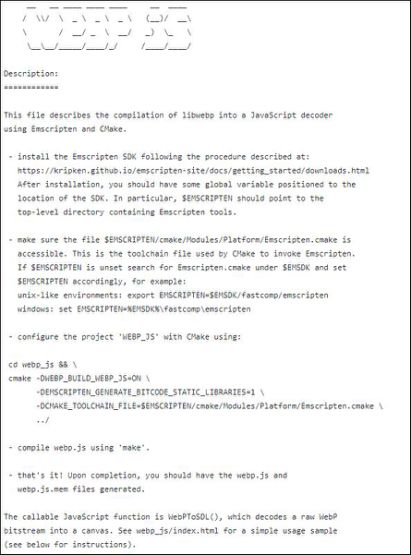 __   __ ____ ____ ____     __  ____
/  \\/  \  _ \  _ \  _ \   (__)/  __\
\       /  __/ _  \  __/   _) \_   \
 \__\__/_____/____/_/     /____/____/
Description:
============
This file describes the compilation of libwebp into a JavaScript decoder
using Emscripten and CMake.
- install the Emscripten SDK following the procedure described at:
https://kripken.github.io/emscripten-site/docs/getting_started/downloads.html
After installation, you should have some global variable positioned to the
location of the SDK. In particular, $EMSCRIPTEN should point to the
top-level directory containing Emscripten tools.
- make sure the file $EMSCRIPTEN/cmake/Modules/Platform/Emscripten.cmake is
accessible. This is the toolchain file used by CMake to invoke Emscripten.
If $EMSCRIPTEN is unset search for Emscripten.cmake under $EMSDK and set
$EMSCRIPTEN accordingly, for example:
unix-like environments: export EMSCRIPTEN=$EMSDK/fastcomp/emscripten
windows: set EMSCRIPTEN=%EMSDK%\fastcomp\emscripten
- configure the project 'WEBP_JS' with CMake using:
cd webp_js && \
cmake -DWEBP_BUILD_WEBP_JS=ON \
-DEMSCRIPTEN_GENERATE_BITCODE_STATIC_LIBRARIES=1 \
-DCMAKE_TOOLCHAIN_FILE=$EMSCRIPTEN/cmake/Modules/Platform/Emscripten.cmake \
../
- compile webp.js using 'make'.
- that's it! Upon completion, you should have the webp.js and
webp.js.mem files generated.
The callable JavaScript function is WebPToSDL(), which decodes a raw WebP
bitstream into a canvas. See webp_js/index.html for a simple usage sample
(see below for instructions).